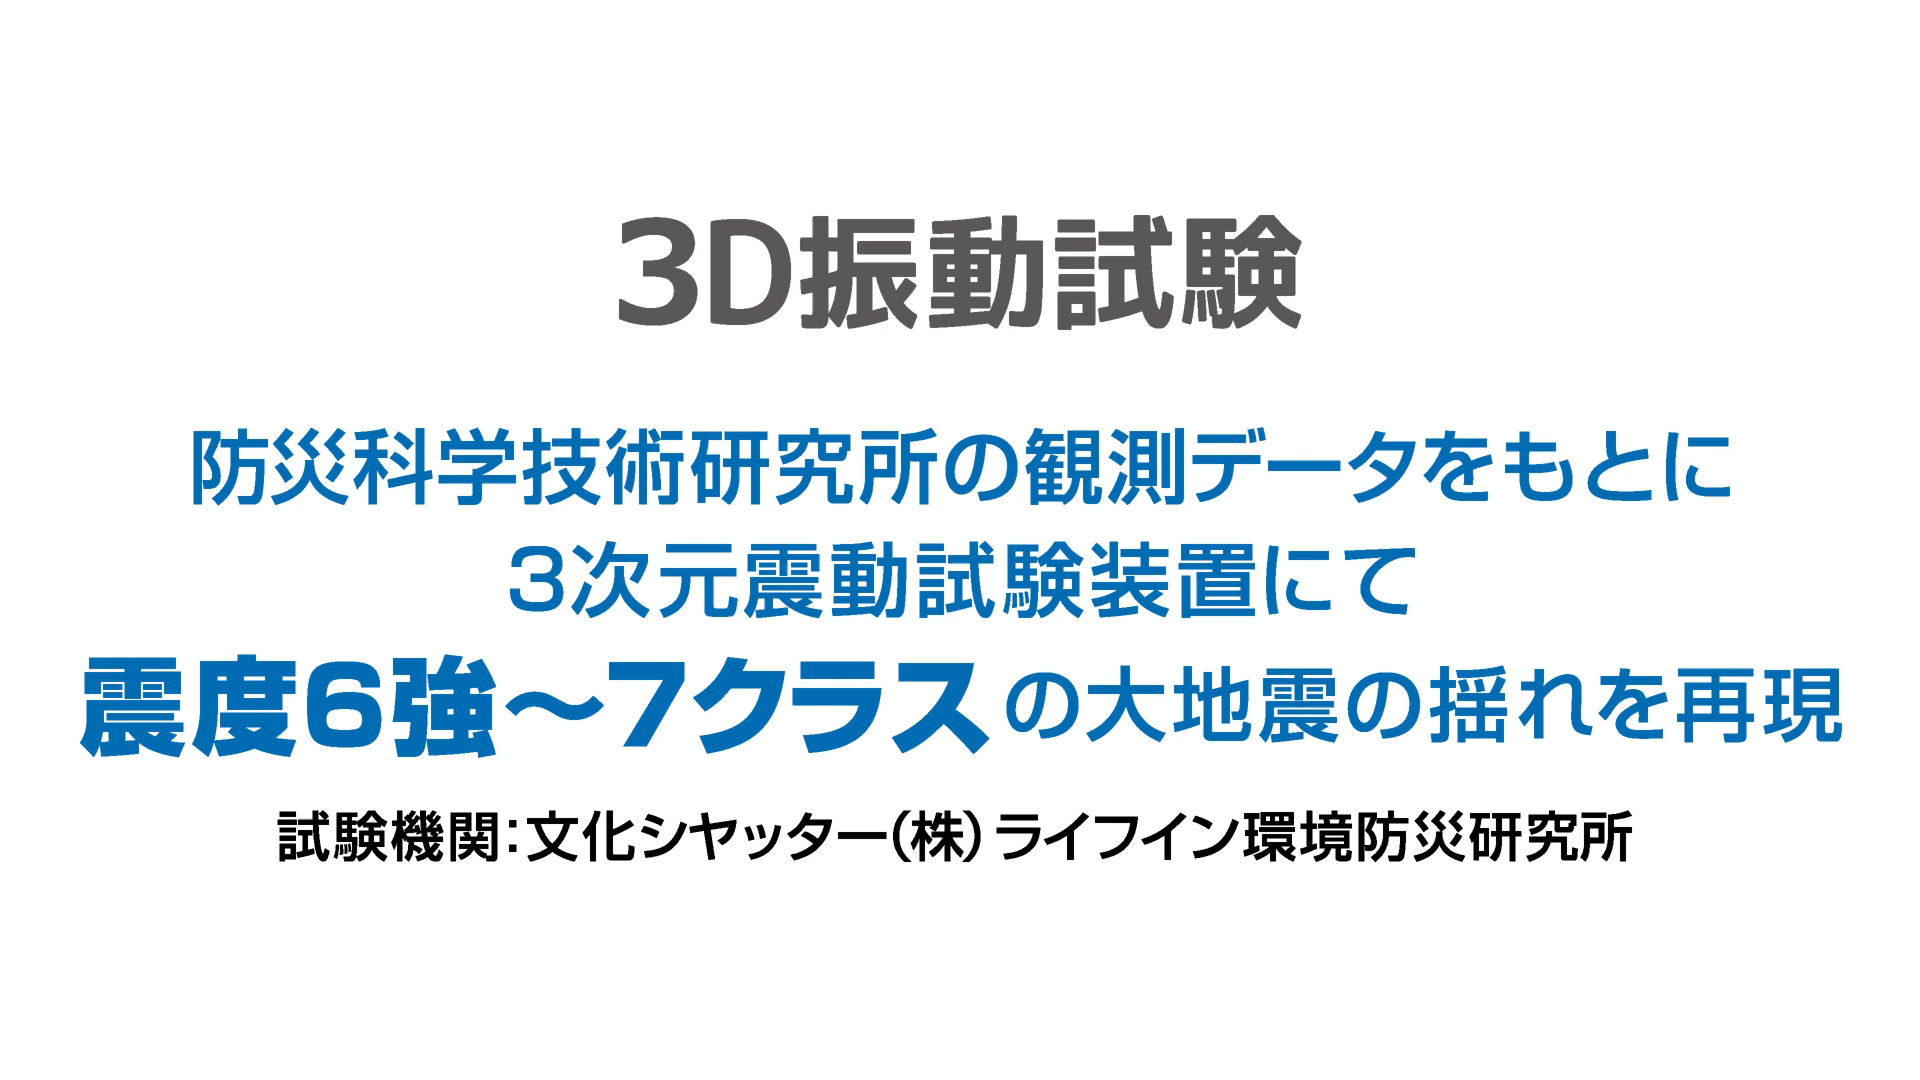 3D振動試験
防災科学技術研究所の観測データをもとに
3次元震動試験装置にて
震度6強～7クラスの大地震の揺れを再現
試験機関：文化シヤッター（株）ライフイン環境防災研究所